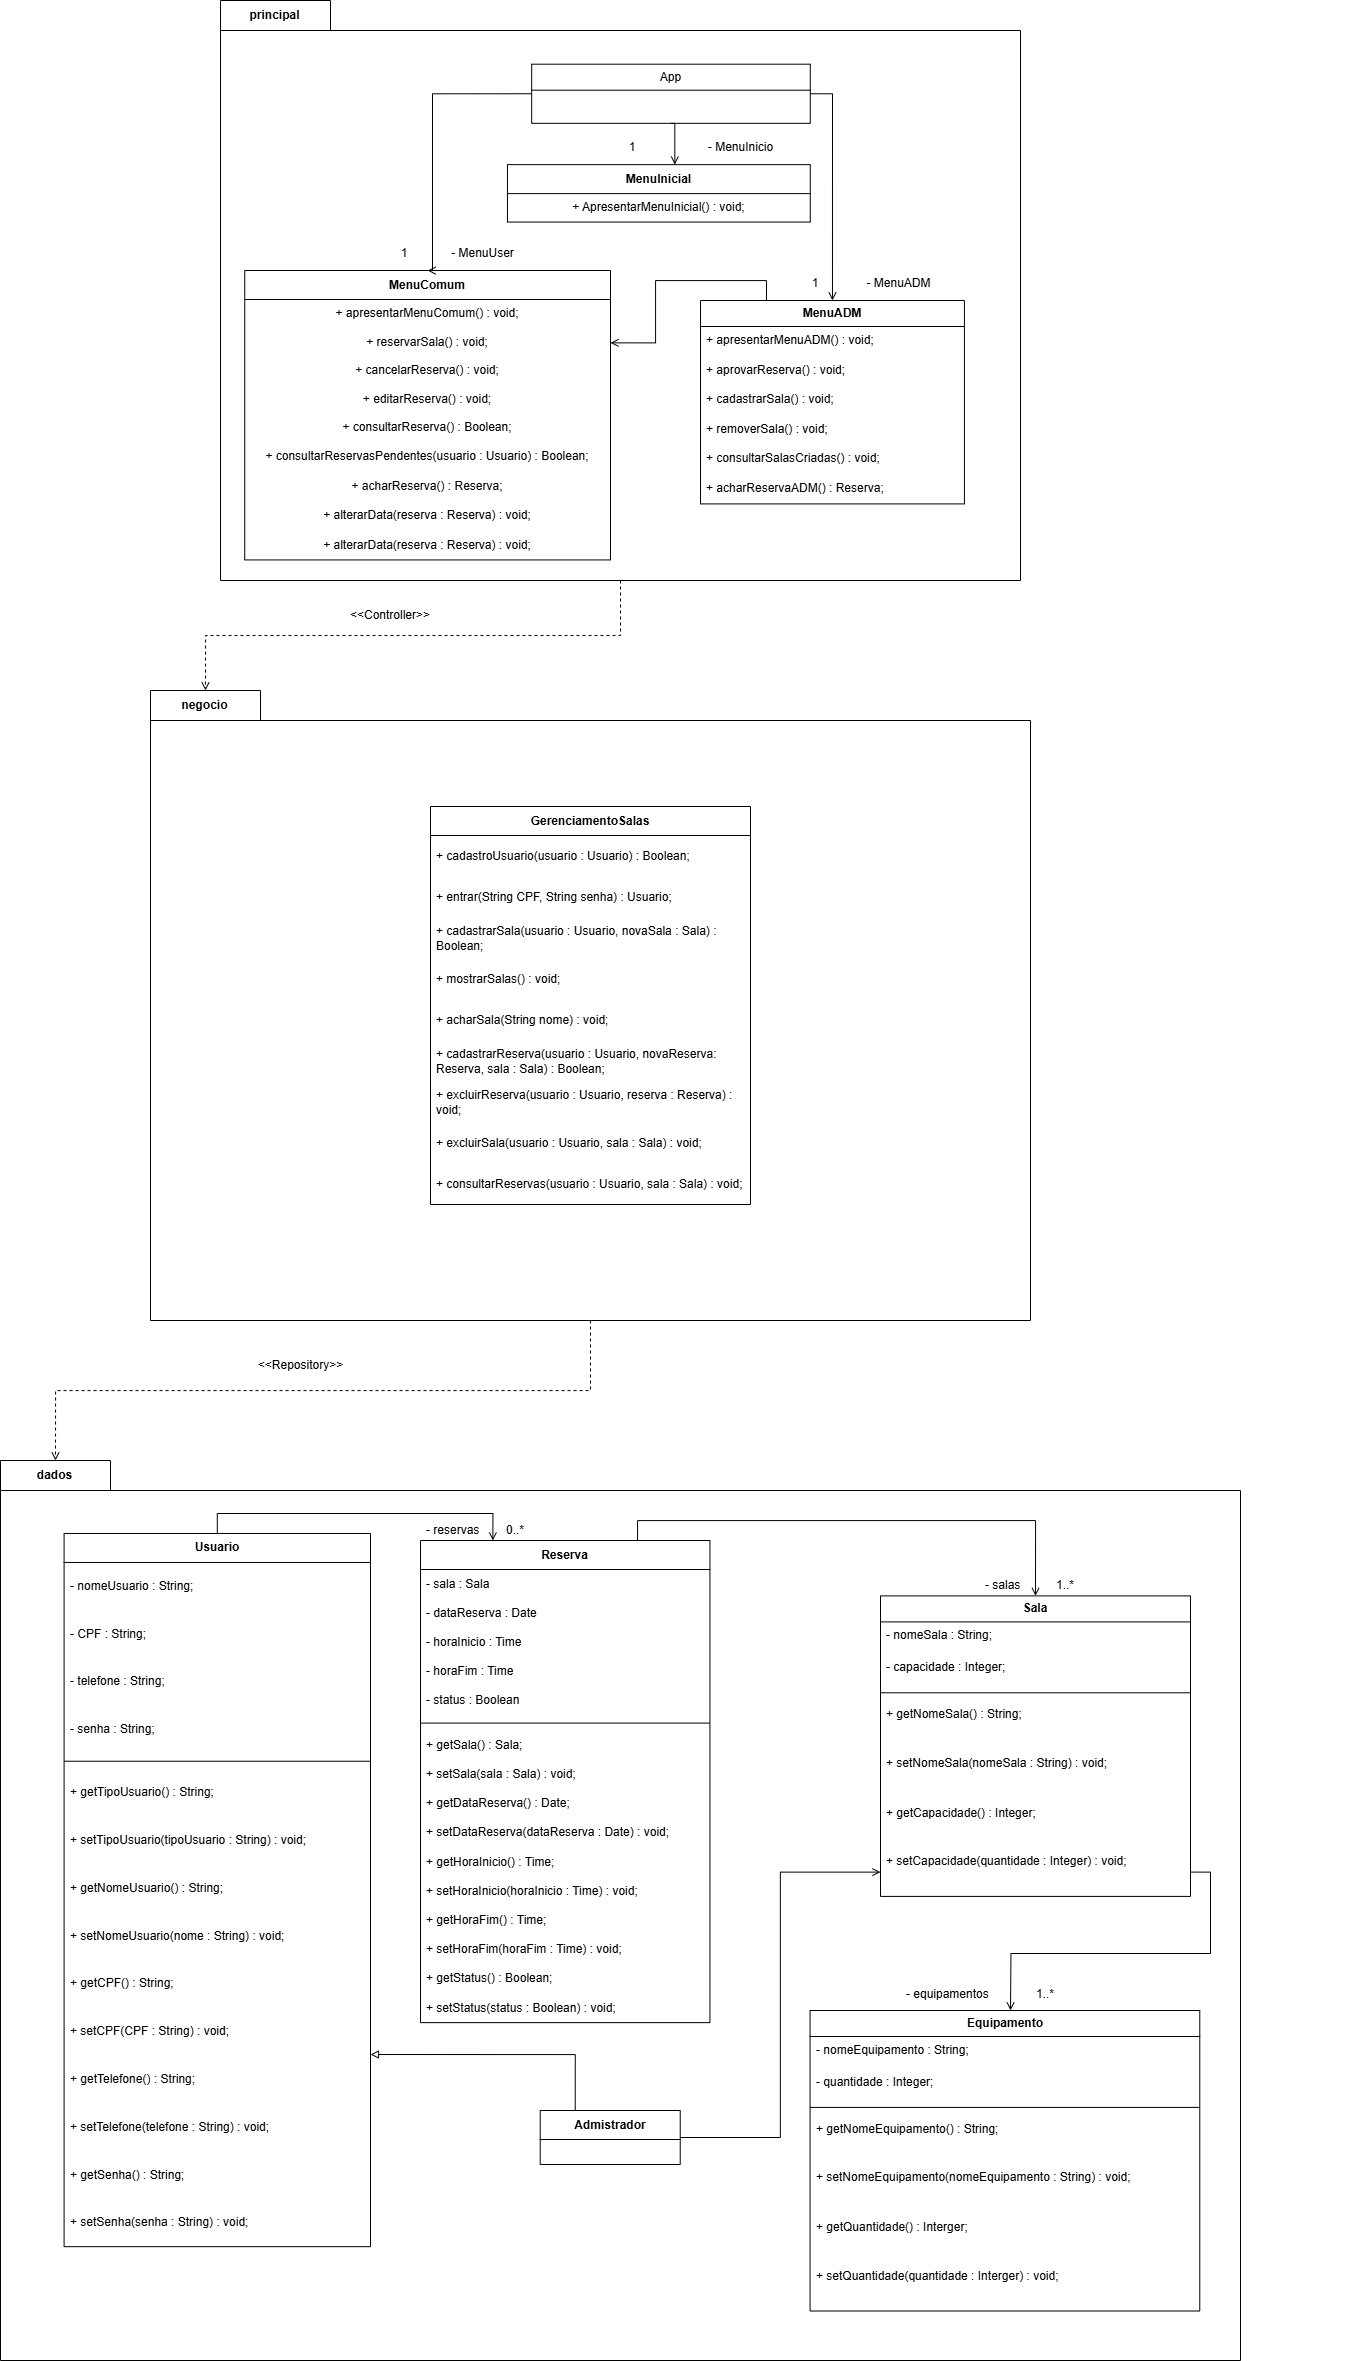 principal
App
1
- MenuInicio
MenuInicial
+ ApresentarMenuInicial() : void;
1
- MenuUser
MenuComum
+ apresentarMenuComum() : void;
+ reservarSala() : void;
+ cancelarReserva() : void;
+ editarReserva() : void;
+ consultarReserva() : Boolean;
+ consultarReservasPendentes(usuario : Usuario) : Boolean;
+ acharReserva() : Reserva;
+ alterarData(reserva : Reserva) : void;
+ alterarData(reserva : Reserva) : void;
1
- MenuADM
MenuADM
+ apresentarMenuADM() : void;
+ aprovarReserva() : void;
+ cadastrarSala() : void;
+ removerSala() : void;
+ consultarSalasCriadas() : void;
+ acharReservaADM() : Reserva;
<<Controller>>
negocio
GerenciamentoSalas
+ cadastroUsuario(usuario : Usuario) : Boolean;
+ entrar(String CPF, String senha) : Usuario;
+ cadastrarSala(usuario : Usuario, novaSala : Sala) :
Boolean;
+ mostrarSalas() : void;
+ acharSala(String nome) : void;
+ cadastrarReserva(usuario : Usuario, novaReserva:
Reserva, sala : Sala) : Boolean;
+ excluirReserva(usuario : Usuario, reserva : Reserva) :
void;
+ excluirSala(usuario : Usuario, sala : Sala) : void;
+ consultarReservas(usuario : Usuario, sala : Sala) : void;
<<Repository>>
dados
Usuario
- nomeUsuario : String;
- CPF : String;
- telefone : String;
- senha : String;
+ getTipoUsuario() : String;
+ setTipoUsuario(tipoUsuario : String) : void;
+ getNomeUsuario() : String;
+ setNomeUsuario(nome : String) : void;
+ getCPF() : String;
+ setCPF(CPF : String) : void;
+ getTelefone() : String;
+ setTelefone(telefone : String) : void;
+ getSenha() : String;
+ setSenha(senha : String) : void;
- reservas
0..*
Reserva
- sala : Sala
- dataReserva : Date
- horaInicio : Time
- horaFim : Time
- status : Boolean
+ getSala() : Sala;
+ setSala(sala : Sala) : void;
+ getDataReserva() : Date;
+ setDataReserva(dataReserva : Date) : void;
+ getHoraInicio() : Time;
+ setHoraInicio(horaInicio : Time) : void;
+ getHoraFim() : Time;
+ setHoraFim(horaFim : Time) : void;
+ getStatus() : Boolean;
+ setStatus(status : Boolean) : void;
- salas
1..*
Sala
- nomeSala : String;
- capacidade : Integer;
+ getNomeSala() : String;
+ setNomeSala(nomeSala : String) : void;
+ getCapacidade() : Integer;
+ setCapacidade(quantidade : Integer) : void;
Admistrador
- equipamentos
1..*
Equipamento
- nomeEquipamento : String;
- quantidade : Integer;
+ getNomeEquipamento() : String;
+ setNomeEquipamento(nomeEquipamento : String) : void;
+ getQuantidade() : Interger;
+ setQuantidade(quantidade : Interger) : void;